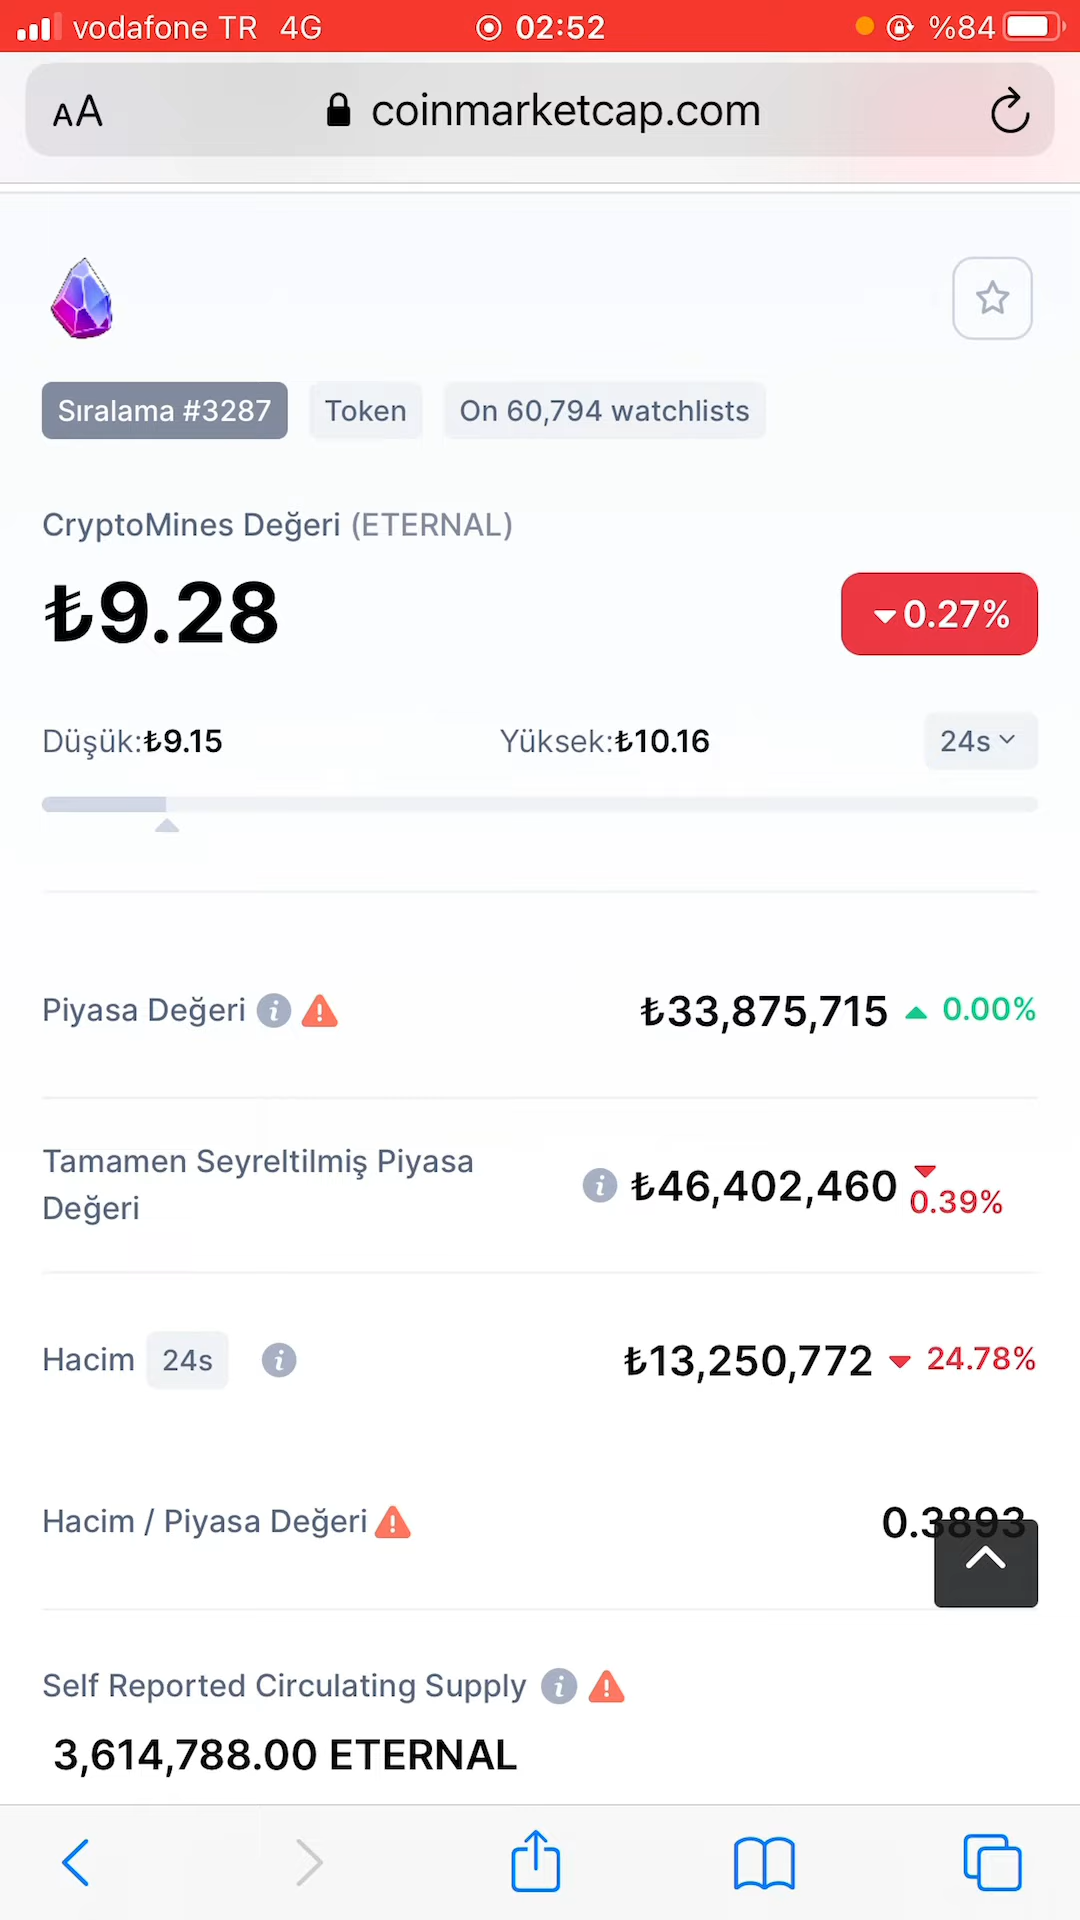 vodafone TR 4G 02:52 %84
AA coinmarketcap.com
Sıralama #3287 Token On 60,794 watchlists
CryptoMines Değeri (ETERNAL)
₺9.28 0.27%
Düşük:₺9.15 Yüksek:₺10.16 24s
Piyasa Değeri ₺33,875,715 0.00%
Tamamen Seyreltilmiş Piyasa
Değeri ₺46,402,460 0.39%
Hacim 24s ₺13,250,772 24.78%
Hacim / Piyasa Değeri 0.3893
Self Reported Circulating Supply
3,614,788.00 ETERNAL